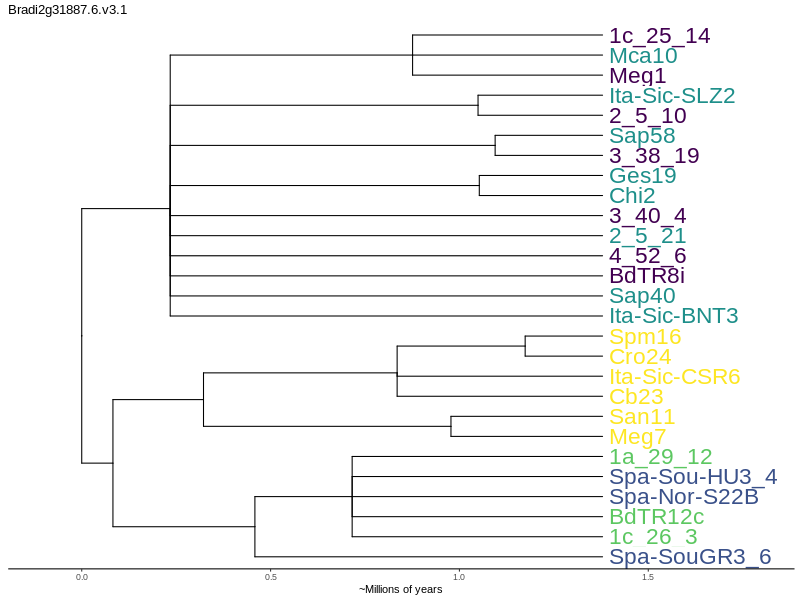 Bradi2g31887.6.v3.1
1c_25_14
Mca10
Meg1
Ita-Sic-SLZ2
2_5_10
Sap58
3_38_19
Ges19
Chi2
3_40_4
2_5_21
4_52_6
BdTR8i
Sap40
Ita-Sic-BNT3
Spm16
Cro24
Ita-Sic-CSR6
Cb23
San11
Meg7
1a_29_12
Spa-Sou-HU3_4
Spa-Nor-S22B
BdTR12c
1c_26_3
Spa-SouGR3_6
0.0 0.5 1.0 1.5
~Millions of years